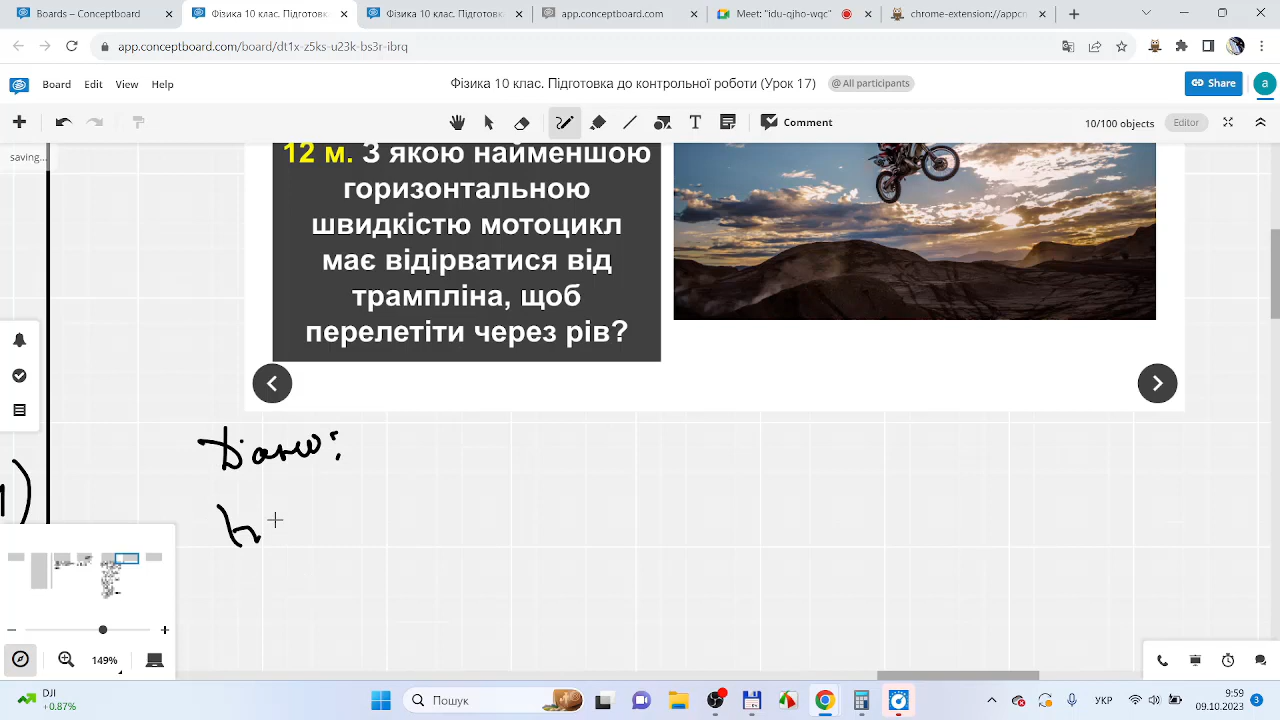 Фізика 10 клас. Підготовк
Фізика 10 клас. Підготовк
app.conceptboard.com
Meet: "idu-qjho-wqc"
chrome-extension://appc
app.conceptboard.com/board/dt1x-z5ks-u23k-bs3r-ibrq
Board Edit View Help
Фізика 10 клас. Підготовка до контрольної роботи (Урок 17)
@ All participants
Share
a
Comment
10/100 objects
Editor
saving...
12 м. З якою найменшою
горизонтальною
швидкістю мотоцикл
має відірватися від
трампліна, щоб
перелетіти через рів?
Дано:
h
149%
DJI
+0.87%
Пошук
УКР
9:59
09.10.2023
3